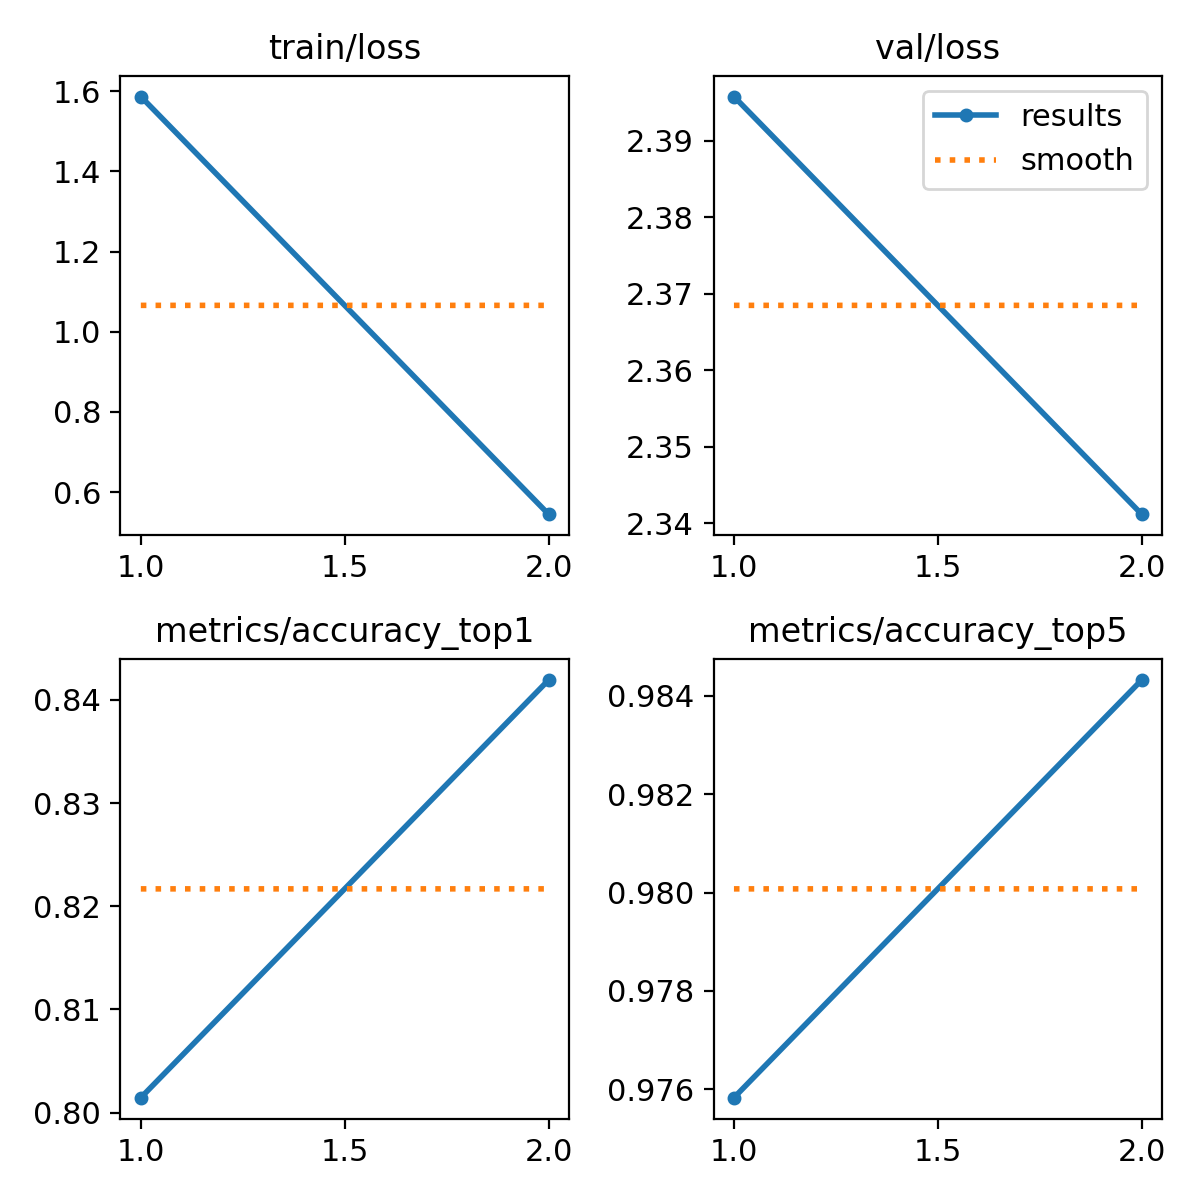 train/loss
1.6
1.4
1.2
1.0
0.8
0.6
1.0 1.5 2.0
val/loss
results
smooth
2.39
2.38
2.37
2.36
2.35
2.34
1.0 1.5 2.0
metrics/accuracy_top1
0.84
0.83
0.82
0.81
0.80
1.0 1.5 2.0
metrics/accuracy_top5
0.984
0.982
0.980
0.978
0.976
1.0 1.5 2.0